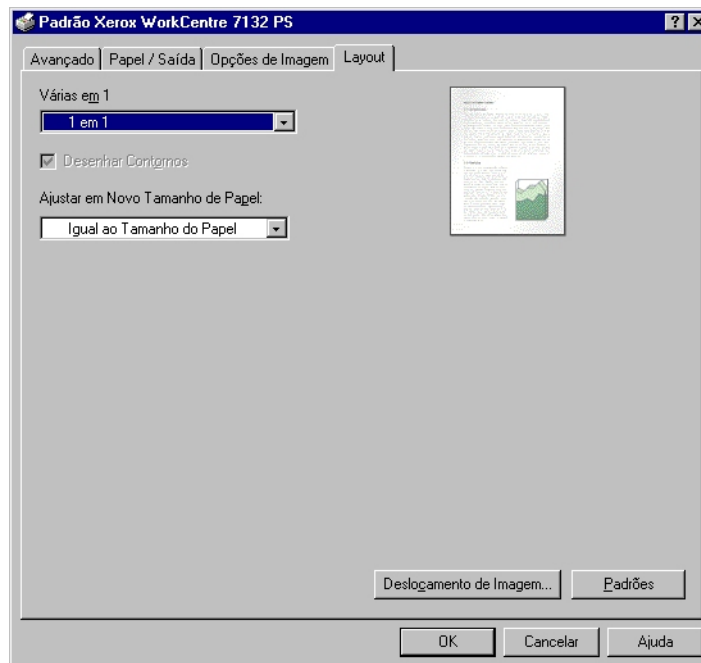 Padrão Xerox WorkCentre 7132 PS
Avançado Papel / Saída Opções de Imagem Layout
Várias em 1
1 em 1
Desenhar Contornos
Ajustar em Novo Tamanho de Papel:
Igual ao Tamanho do Papel
Deslocamento de Imagem... Padrões
OK Cancelar Ajuda